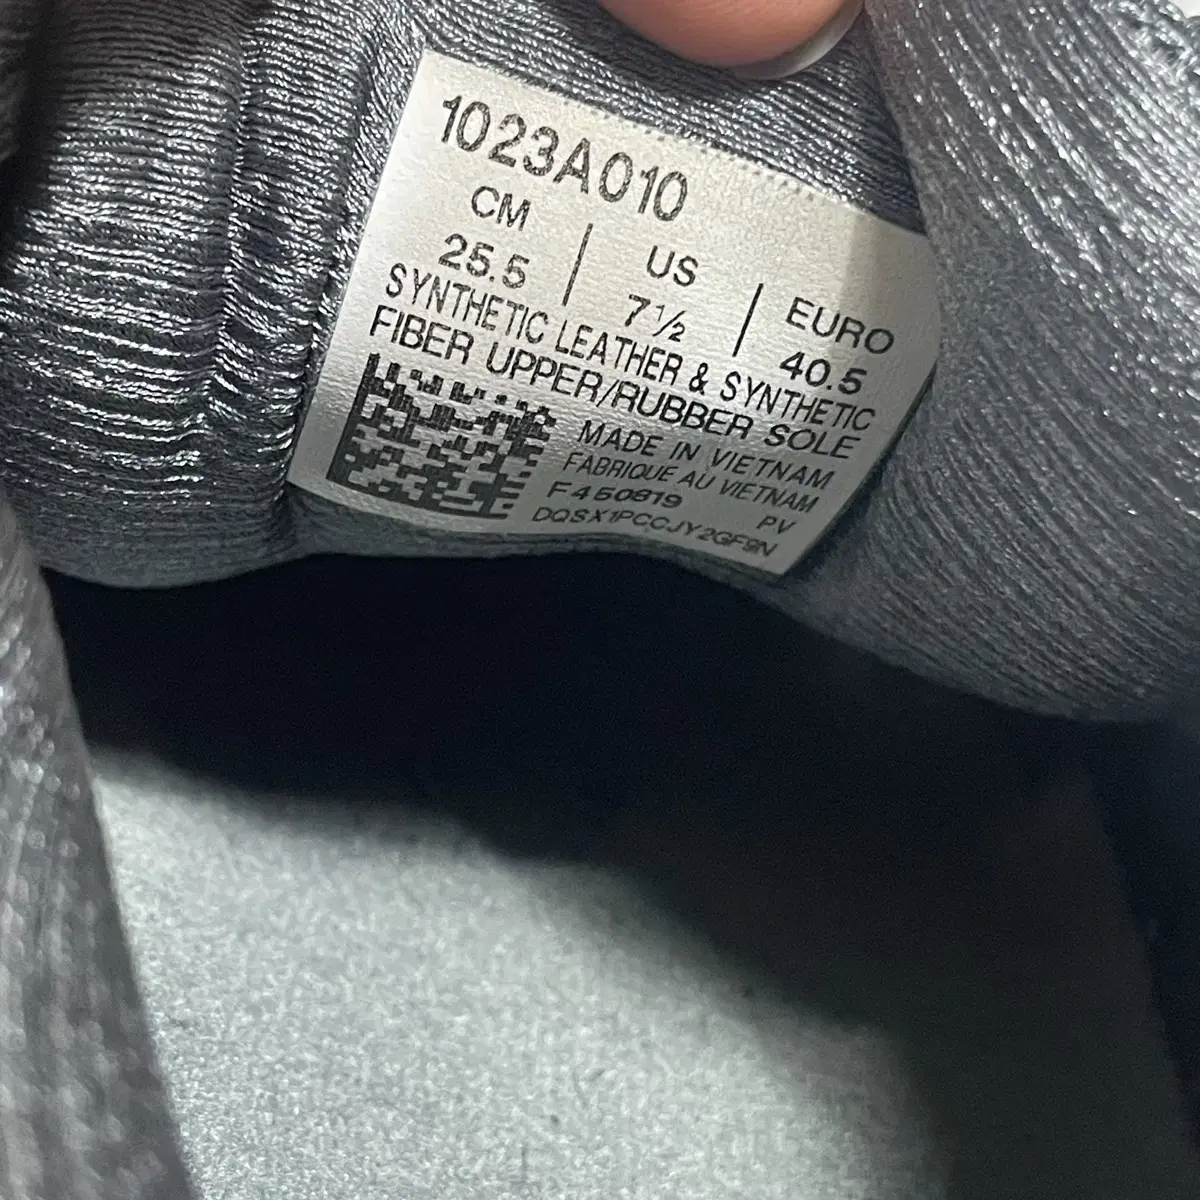 1023A010
CM | US | EURO
25.5 | 7½ | 40.5
SYNTHETIC LEATHER & SYNTHETIC
FIBER UPPER/RUBBER SOLE
MADE IN VIETNAM
FABRIQUE AU VIETNAM
F450819 PV
DQSX1PCCJY2GF9N